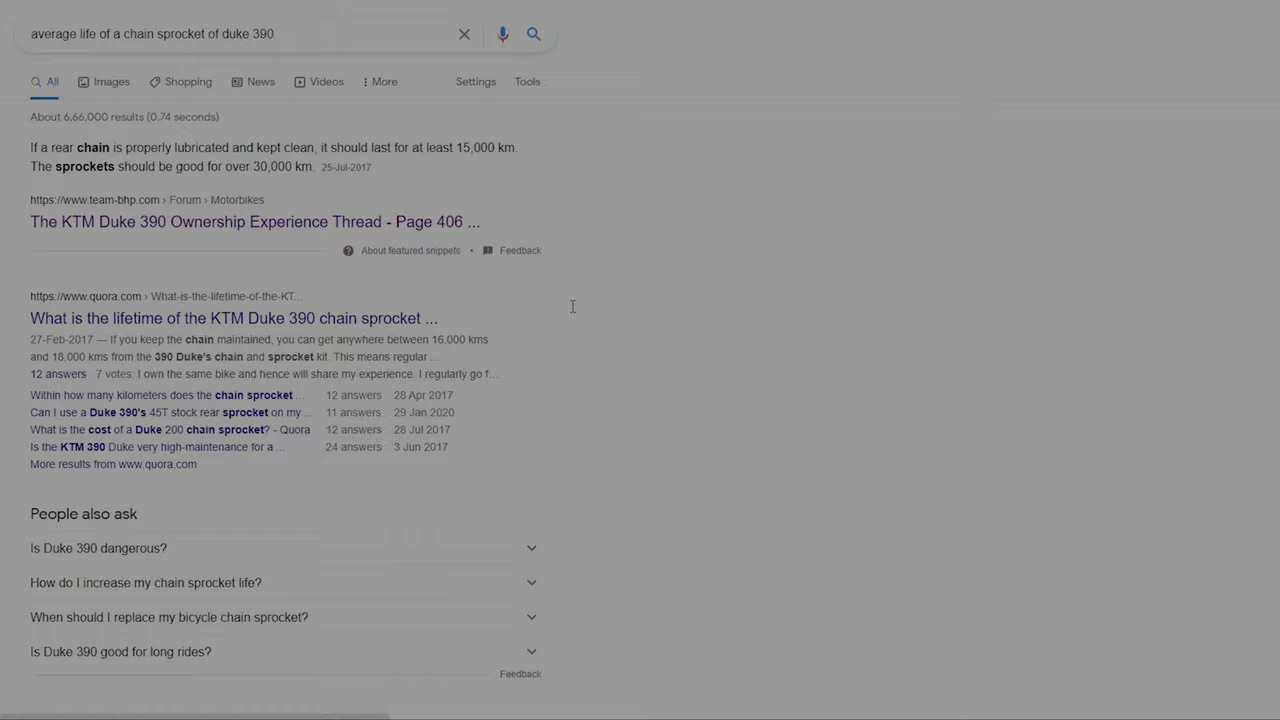 average life of a chain sprocket of duke 390
All Images Shopping News Videos More Settings Tools
About 6,66,000 results (0.74 seconds)
If a rear chain is properly lubricated and kept clean, it should last for at least 15,000 km.
The sprockets should be good for over 30,000 km. 25-Jul-2017
https://www.team-bhp.com › Forum › Motorbikes
The KTM Duke 390 Ownership Experience Thread - Page 406 ...
About featured snippets • Feedback
https://www.quora.com › What-is-the-lifetime-of-the-KT...
What is the lifetime of the KTM Duke 390 chain sprocket ...
27-Feb-2017 — If you keep the chain maintained, you can get anywhere between 16,000 kms
and 18,000 kms from the 390 Duke's chain and sprocket kit. This means regular ...
12 answers 7 votes: I own the same bike and hence will share my experience. I regularly go f...
Within how many kilometers does the chain sprocket ... 12 answers 28 Apr 2017
Can I use a Duke 390's 45T stock rear sprocket on my ... 11 answers 29 Jan 2020
What is the cost of a Duke 200 chain sprocket? - Quora 12 answers 28 Jul 2017
Is the KTM 390 Duke very high-maintenance for a ... 24 answers 3 Jun 2017
More results from www.quora.com
People also ask
Is Duke 390 dangerous?
How do I increase my chain sprocket life?
When should I replace my bicycle chain sprocket?
Is Duke 390 good for long rides?
Feedback